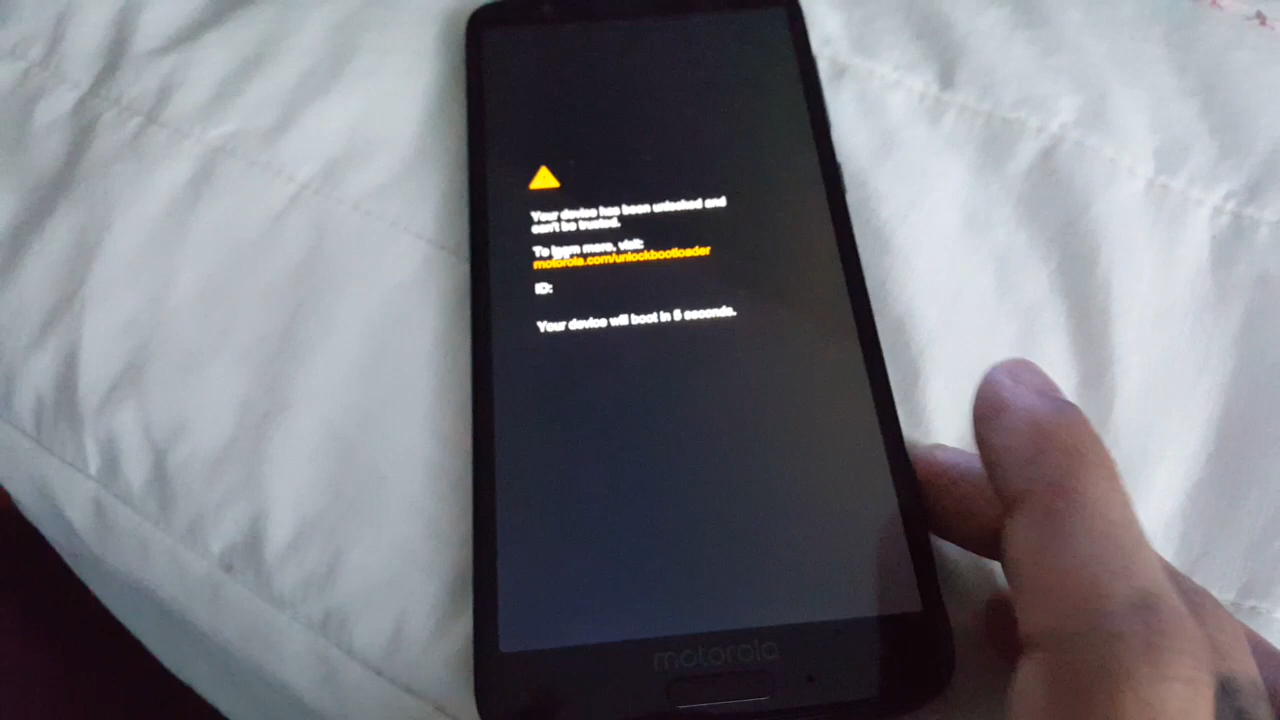 Your device has been unlocked and
can't be trusted.
To learn more, visit:
motorola.com/unlockbootloader
ID:
Your device will boot in 5 seconds.
motorola